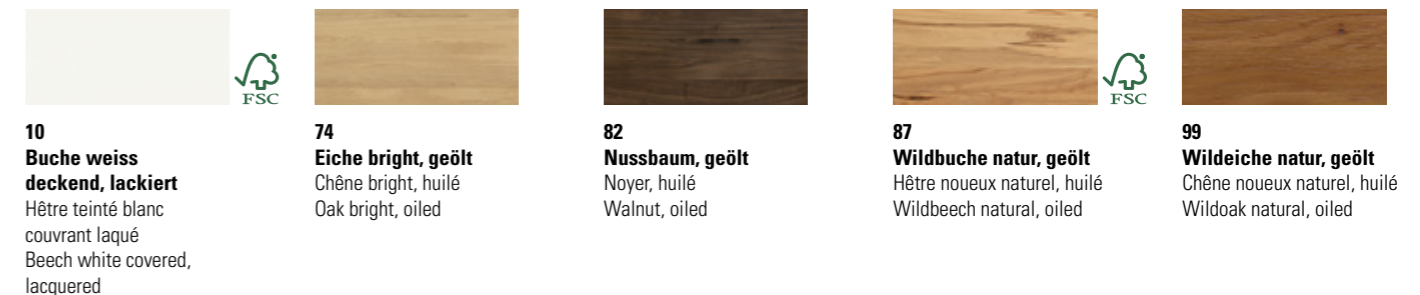 FSC
10
Buche weiss
deckend, lackiert
Hêtre teinté blanc
couvrant laqué
Beech white covered,
lacquered
74
Eiche bright, geölt
Chêne bright, huilé
Oak bright, oiled
82
Nussbaum, geölt
Noyer, huilé
Walnut, oiled
FSC
87
Wildbuche natur, geölt
Hêtre noueux naturel, huilé
Wildbeech natural, oiled
99
Wildeiche natur, geölt
Chêne noueux naturel, huilé
Wildoak natural, oiled